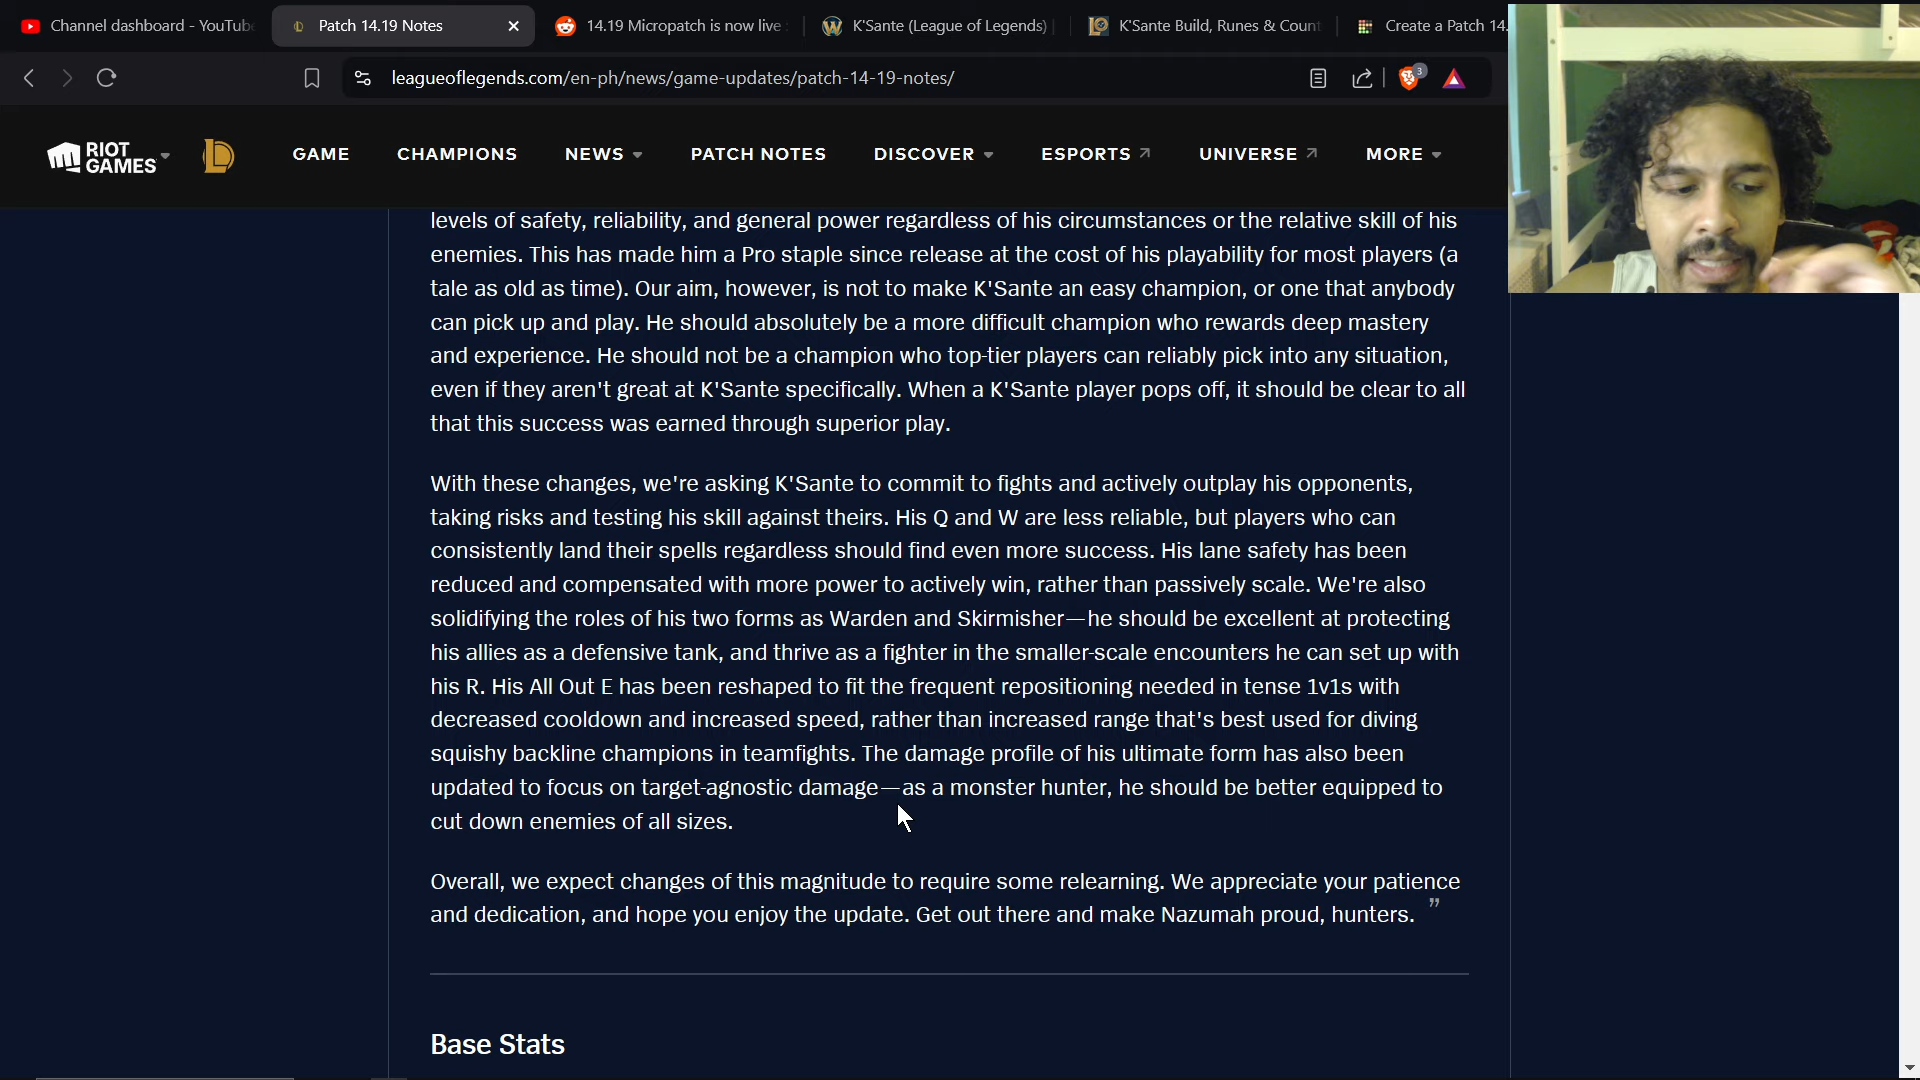 Channel dashboard - YouTube
Patch 14.19 Notes
14.19 Micropatch is now live
K'Sante (League of Legends)
K'Sante Build, Runes & Count
Create a Patch 14.
leagueoflegends.com/en-ph/news/game-updates/patch-14-19-notes/
3
RIOT GAMES
GAME
CHAMPIONS
NEWS
PATCH NOTES
DISCOVER
ESPORTS
UNIVERSE
MORE
levels of safety, reliability, and general power regardless of his circumstances or the relative skill of his
enemies. This has made him a Pro staple since release at the cost of his playability for most players (a
tale as old as time). Our aim, however, is not to make K'Sante an easy champion, or one that anybody
can pick up and play. He should absolutely be a more difficult champion who rewards deep mastery
and experience. He should not be a champion who top-tier players can reliably pick into any situation,
even if they aren't great at K'Sante specifically. When a K'Sante player pops off, it should be clear to all
that this success was earned through superior play.
With these changes, we're asking K'Sante to commit to fights and actively outplay his opponents,
taking risks and testing his skill against theirs. His Q and W are less reliable, but players who can
consistently land their spells regardless should find even more success. His lane safety has been
reduced and compensated with more power to actively win, rather than passively scale. We're also
solidifying the roles of his two forms as Warden and Skirmisher—he should be excellent at protecting
his allies as a defensive tank, and thrive as a fighter in the smaller-scale encounters he can set up with
his R. His All Out E has been reshaped to fit the frequent repositioning needed in tense 1v1s with
decreased cooldown and increased speed, rather than increased range that's best used for diving
squishy backline champions in teamfights. The damage profile of his ultimate form has also been
updated to focus on target-agnostic damage—as a monster hunter, he should be better equipped to
cut down enemies of all sizes.
Overall, we expect changes of this magnitude to require some relearning. We appreciate your patience
and dedication, and hope you enjoy the update. Get out there and make Nazumah proud, hunters. ”
Base Stats